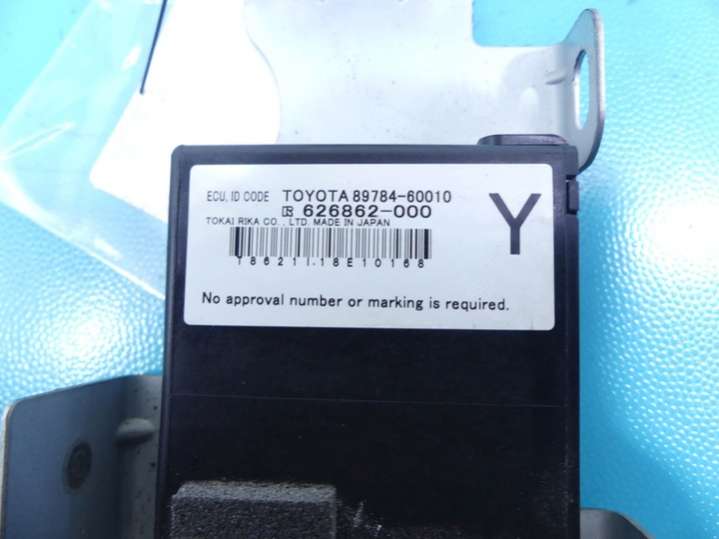 ECU, ID CODE TOYOTA 89784-60010
626862-000
TOKAI RIKA CO., LTD. MADE IN JAPAN
Y
18621I.18E10168
No approval number or marking is required.